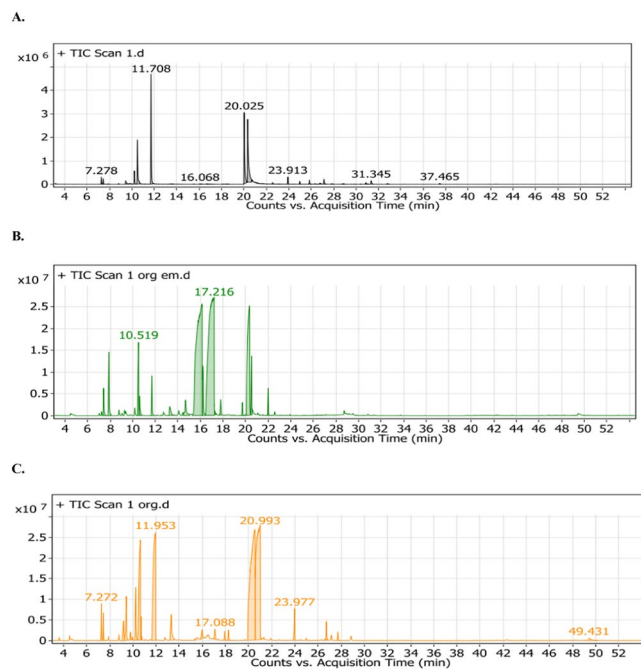 A.
+ TIC Scan 1.d
x10 6
11.708
4
3
20.025
2
1
7.278
16.068
23.913
31.345
37.465
0
4 6 8 10 12 14 16 18 20 22 24 26 28 30 32 34 36 38 40 42 44 46 48 50 52
Counts vs. Acquisition Time (min)
B.
+ TIC Scan 1 org em.d
x10 7
17.216
2.5
2
10.519
1.5
1
0.5
0
4 6 8 10 12 14 16 18 20 22 24 26 28 30 32 34 36 38 40 42 44 46 48 50 52
Counts vs. Acquisition Time (min)
C.
+ TIC Scan 1 org.d
x10 7
11.953
20.993
2.5
2
1.5
7.272
1
23.977
0.5
17.088
49.431
0
4 6 8 10 12 14 16 18 20 22 24 26 28 30 32 34 36 38 40 42 44 46 48 50 52
Counts vs. Acquisition Time (min)